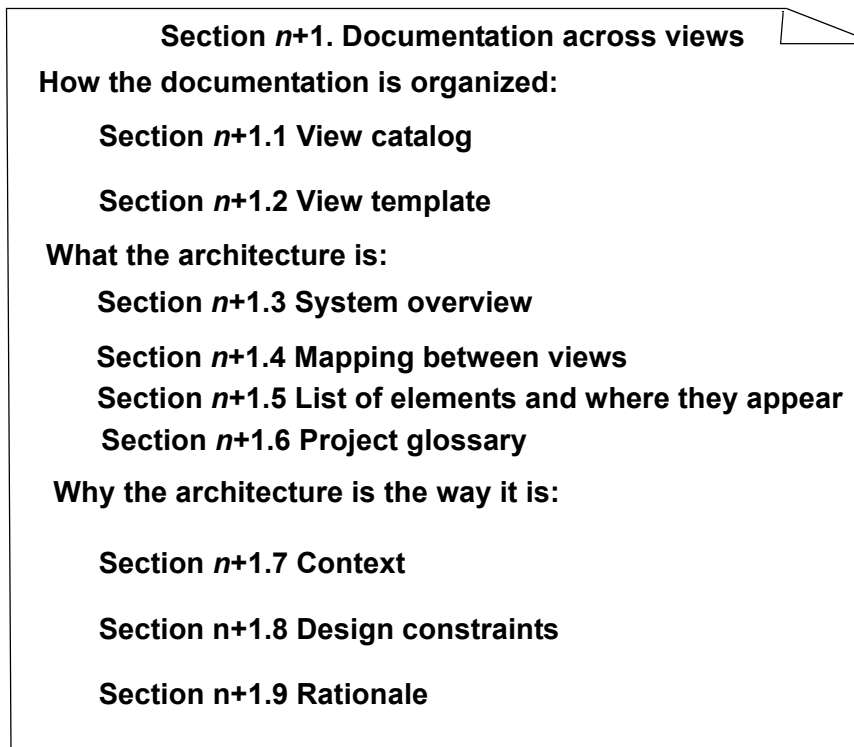 Section n+1. Documentation across views
How the documentation is organized:
Section n+1.1 View catalog
Section n+1.2 View template
What the architecture is:
Section n+1.3 System overview
Section n+1.4 Mapping between views
Section n+1.5 List of elements and where they appear
Section n+1.6 Project glossary
Why the architecture is the way it is:
Section n+1.7 Context
Section n+1.8 Design constraints
Section n+1.9 Rationale